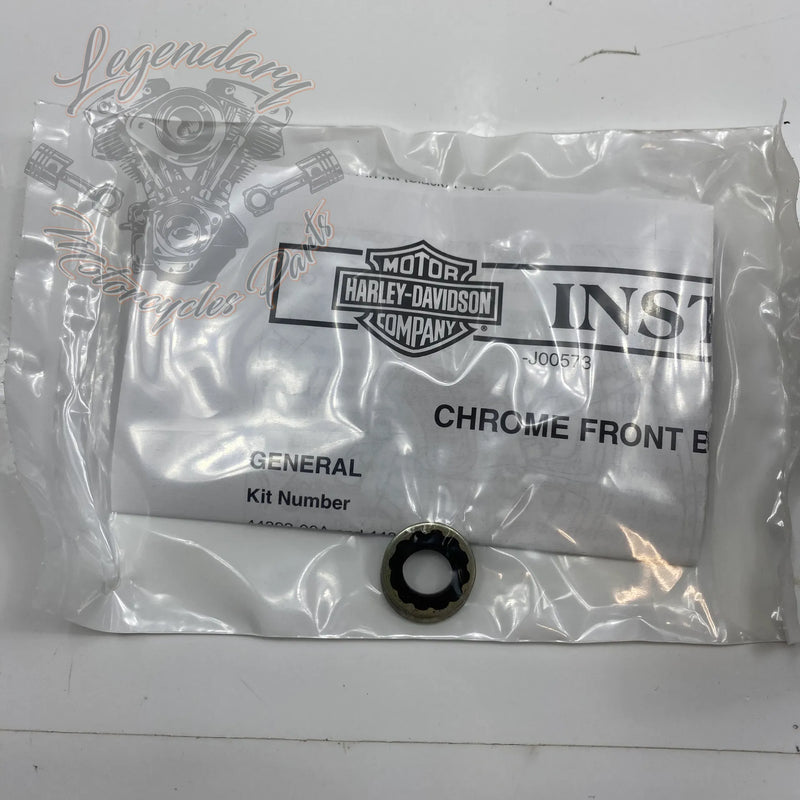 Legendary
Motorcycles Parts
MOTOR
HARLEY-DAVIDSON
COMPANY
®
INST
-J00573
CHROME FRONT B
GENERAL
Kit Number